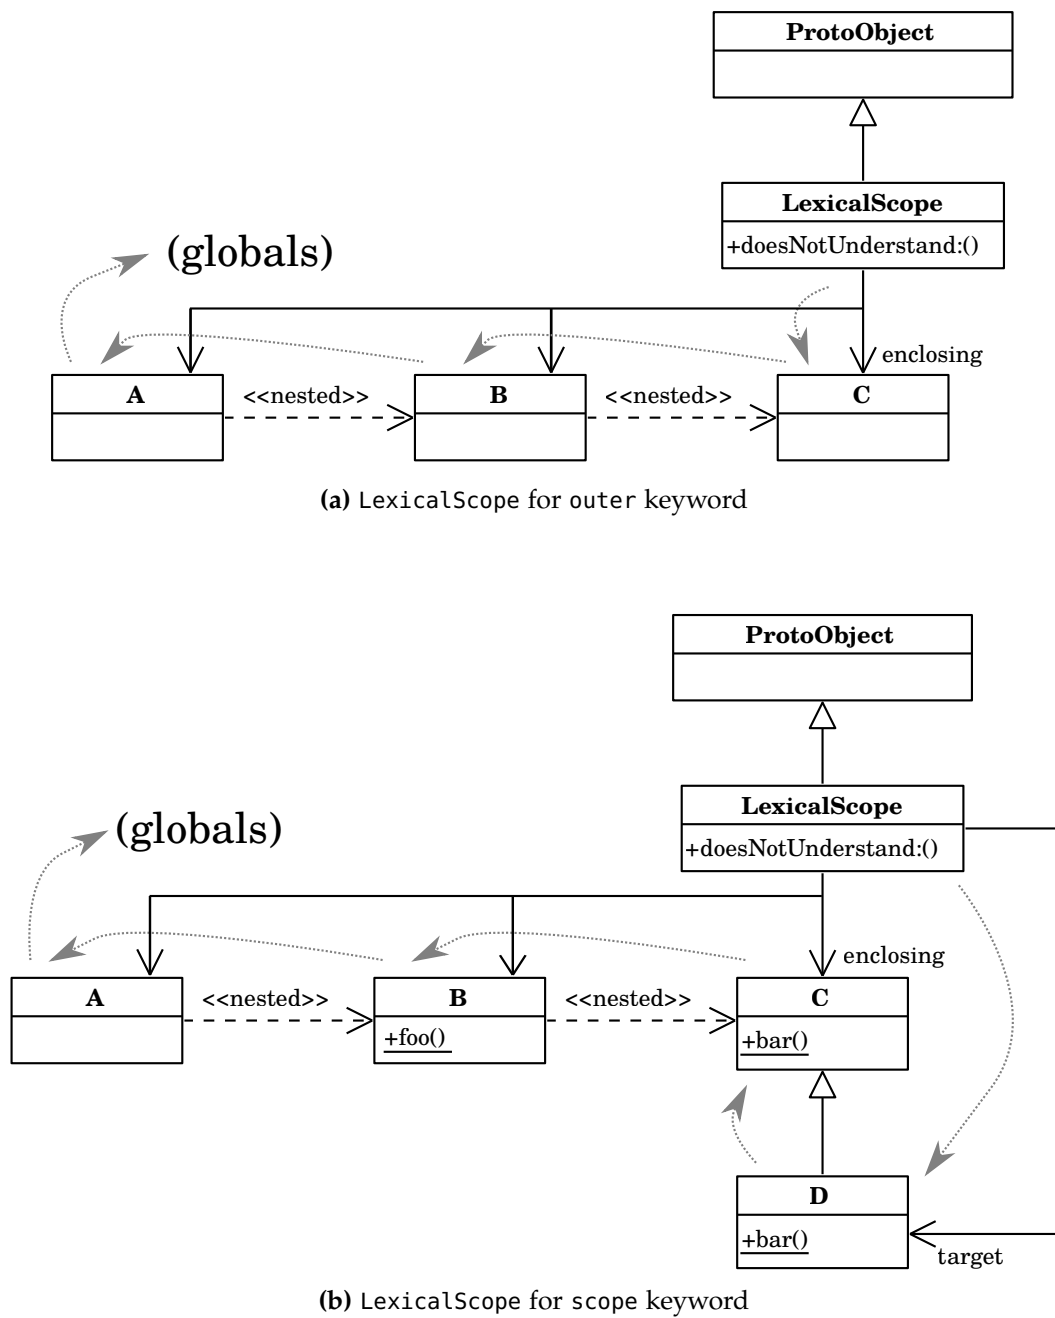 ProtoObject
LexicalScope
+doesNotUnderstand:()
(globals)
enclosing
A <<nested>> B <<nested>> C
(a) LexicalScope for outer keyword
ProtoObject
LexicalScope
+doesNotUnderstand:()
(globals)
enclosing
A <<nested>> B <<nested>> C
+foo() +bar()
D
+bar()
target
(b) LexicalScope for scope keyword